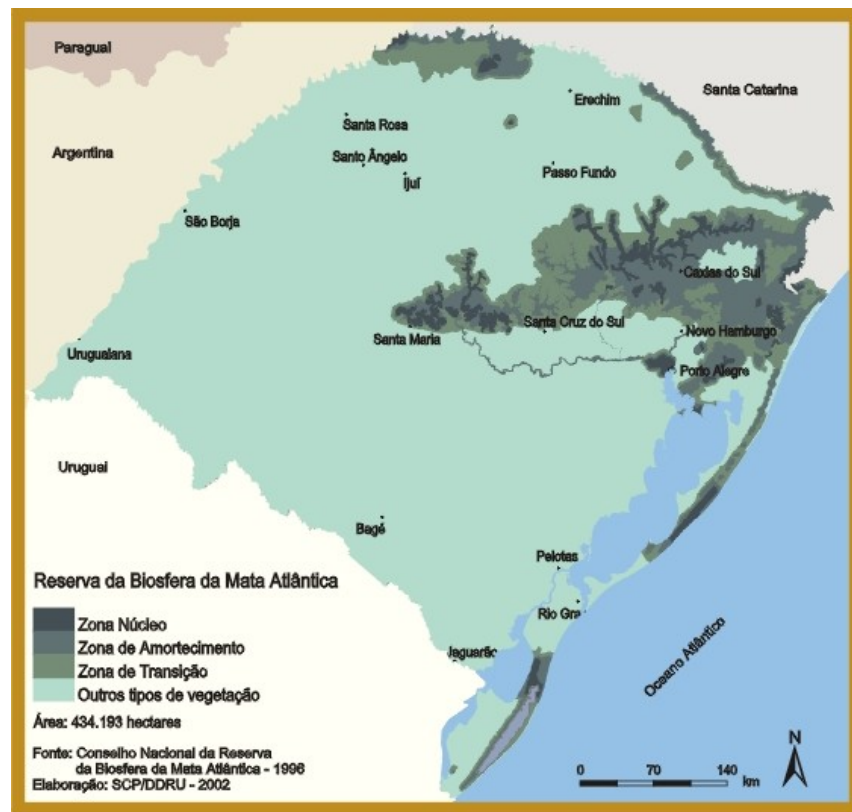 Paraguai
Santa Catarina
Erechim
Santa Rosa
Argentina
Santo Ângelo
Ijuí
Passo Fundo
São Borja
Caxias do Sul
Santa Cruz do Sul
Novo Hamburgo
Santa Maria
Uruguaiana
Porto Alegre
Uruguai
Bagé
Pelotas
Rio Gra
Jaguarão
Oceano Atlântico
Reserva da Biosfera da Mata Atlântica
Zona Núcleo
Zona de Amortecimento
Zona de Transição
Outros tipos de vegetação
Área: 434.193 hectares
Fonte: Conselho Nacional da Reserva
da Biosfera da Mata Atlântica - 1996
Elaboração: SCP/DDRU - 2002
N
0 70 140
km